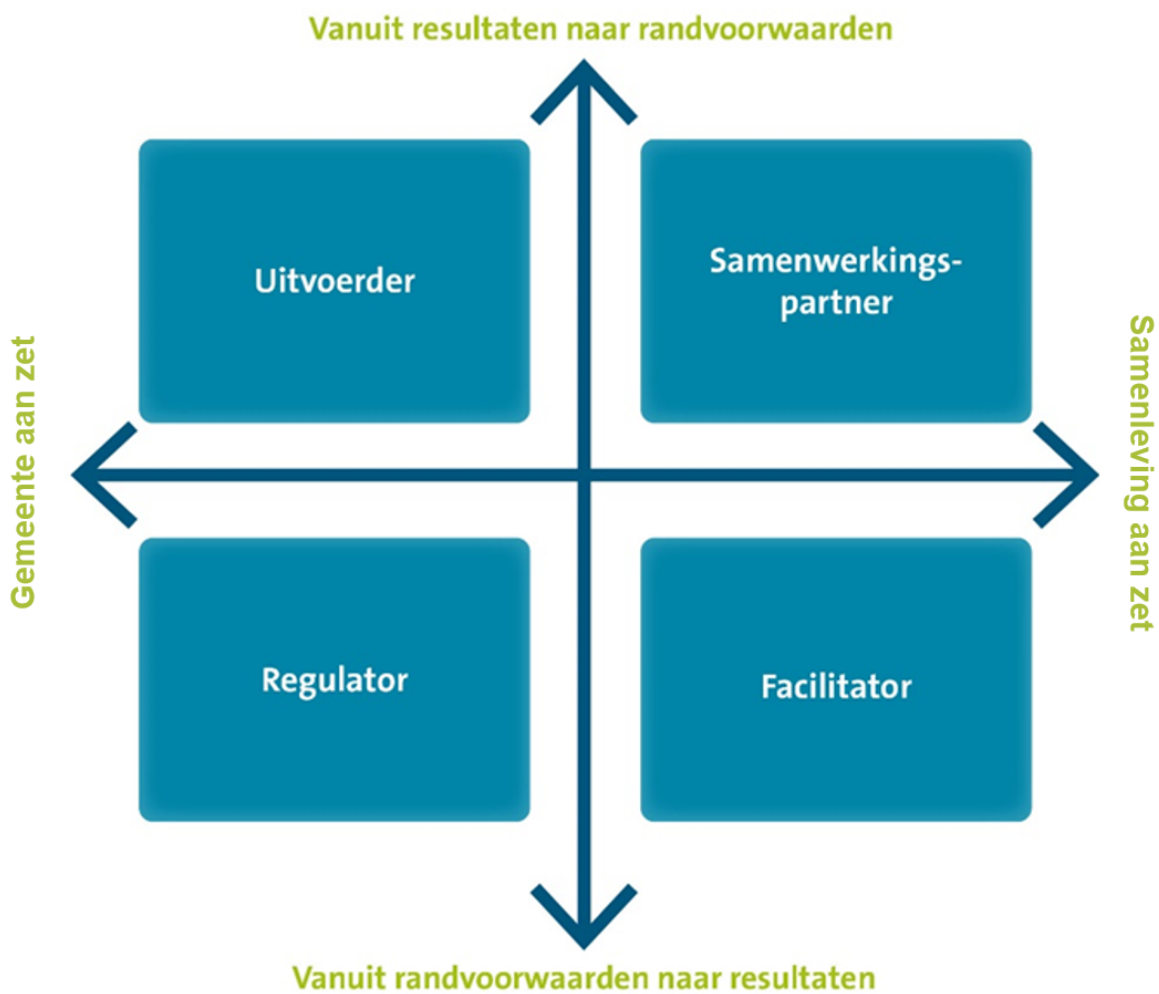 Vanuit resultaten naar randvoorwaarden
Uitvoerder
Samenwerkings-
partner
Gemeente aan zet
Samenleving aan zet
Regulator
Facilitator
Vanuit randvoorwaarden naar resultaten